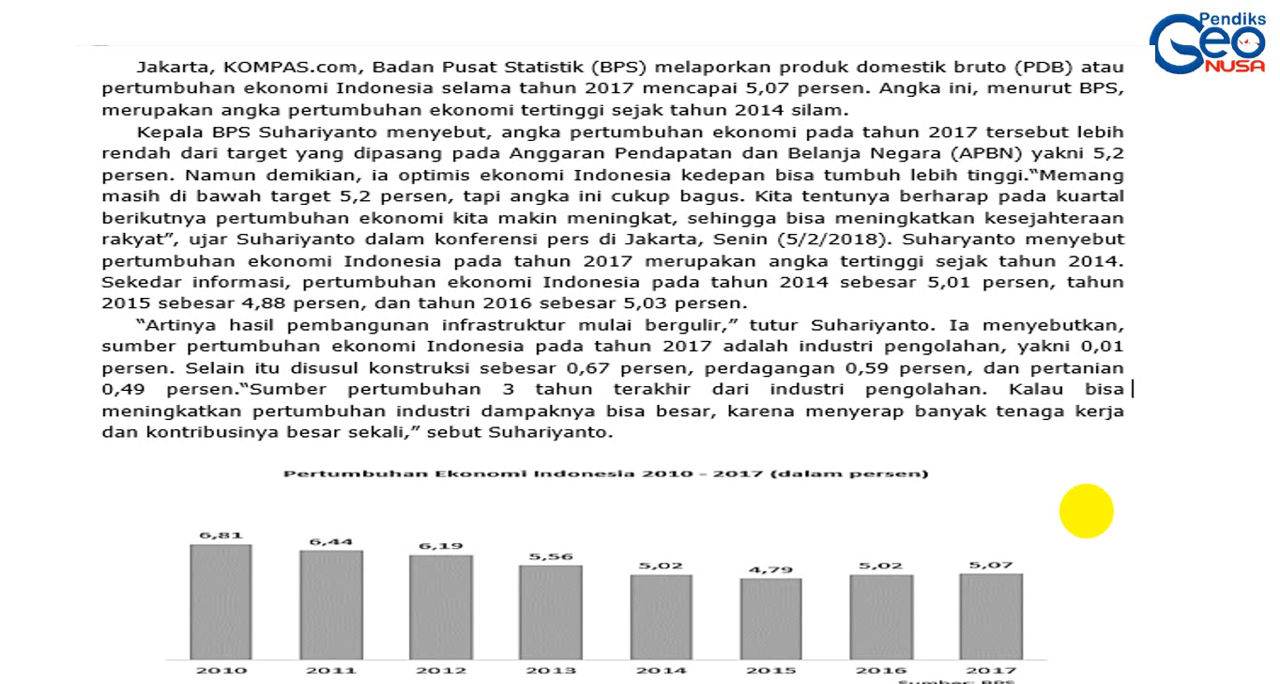 Pendiks
Geo
NUSA
Jakarta, KOMPAS.com, Badan Pusat Statistik (BPS) melaporkan produk domestik bruto (PDB) atau
pertumbuhan ekonomi Indonesia selama tahun 2017 mencapai 5,07 persen. Angka ini, menurut BPS,
merupakan angka pertumbuhan ekonomi tertinggi sejak tahun 2014 silam.
Kepala BPS Suhariyanto menyebut, angka pertumbuhan ekonomi pada tahun 2017 tersebut lebih
rendah dari target yang dipasang pada Anggaran Pendapatan dan Belanja Negara (APBN) yakni 5,2
persen. Namun demikian, ia optimis ekonomi Indonesia kedepan bisa tumbuh lebih tinggi.“Memang
masih di bawah target 5,2 persen, tapi angka ini cukup bagus. Kita tentunya berharap pada kuartal
berikutnya pertumbuhan ekonomi kita makin meningkat, sehingga bisa meningkatkan kesejahteraan
rakyat”, ujar Suhariyanto dalam konferensi pers di Jakarta, Senin (5/2/2018). Suharyanto menyebut
pertumbuhan ekonomi Indonesia pada tahun 2017 merupakan angka tertinggi sejak tahun 2014.
Sekedar informasi, pertumbuhan ekonomi Indonesia pada tahun 2014 sebesar 5,01 persen, tahun
2015 sebesar 4,88 persen, dan tahun 2016 sebesar 5,03 persen.
“Artinya hasil pembangunan infrastruktur mulai bergulir,” tutur Suhariyanto. Ia menyebutkan,
sumber pertumbuhan ekonomi Indonesia pada tahun 2017 adalah industri pengolahan, yakni 0,01
persen. Selain itu disusul konstruksi sebesar 0,67 persen, perdagangan 0,59 persen, dan pertanian
0,49 persen.“Sumber pertumbuhan 3 tahun terakhir dari industri pengolahan. Kalau bisa
meningkatkan pertumbuhan industri dampaknya bisa besar, karena menyerap banyak tenaga kerja
dan kontribusinya besar sekali,” sebut Suhariyanto.
Pertumbuhan Ekonomi Indonesia 2010 - 2017 (dalam persen)
6,81 6,44 6,19 5,56 5,02 4,79 5,02 5,07
2010 2011 2012 2013 2014 2015 2016 2017
Sumber: BPS